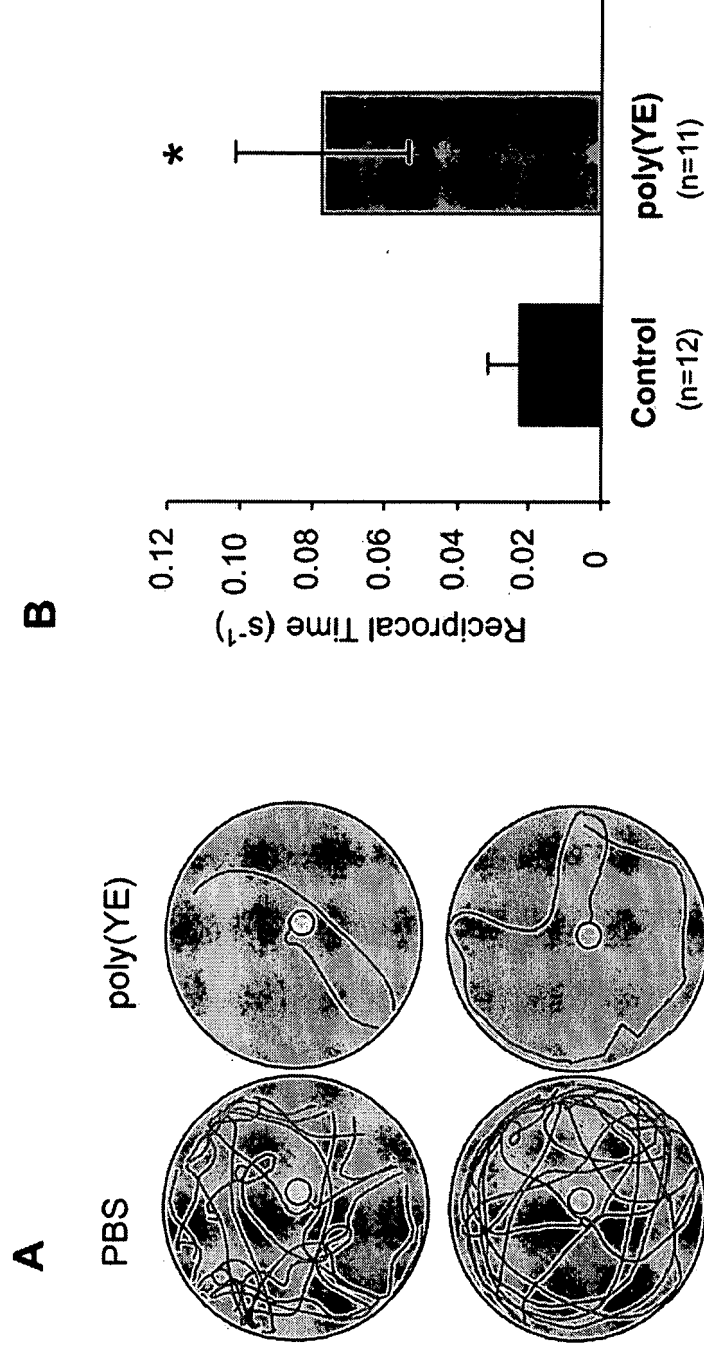 A
PBS
poly(YE)
B
Reciprocal Time (s⁻¹)
0.12
0.10
0.08
0.06
0.04
0.02
0
*
Control
(n=12)
poly(YE)
(n=11)